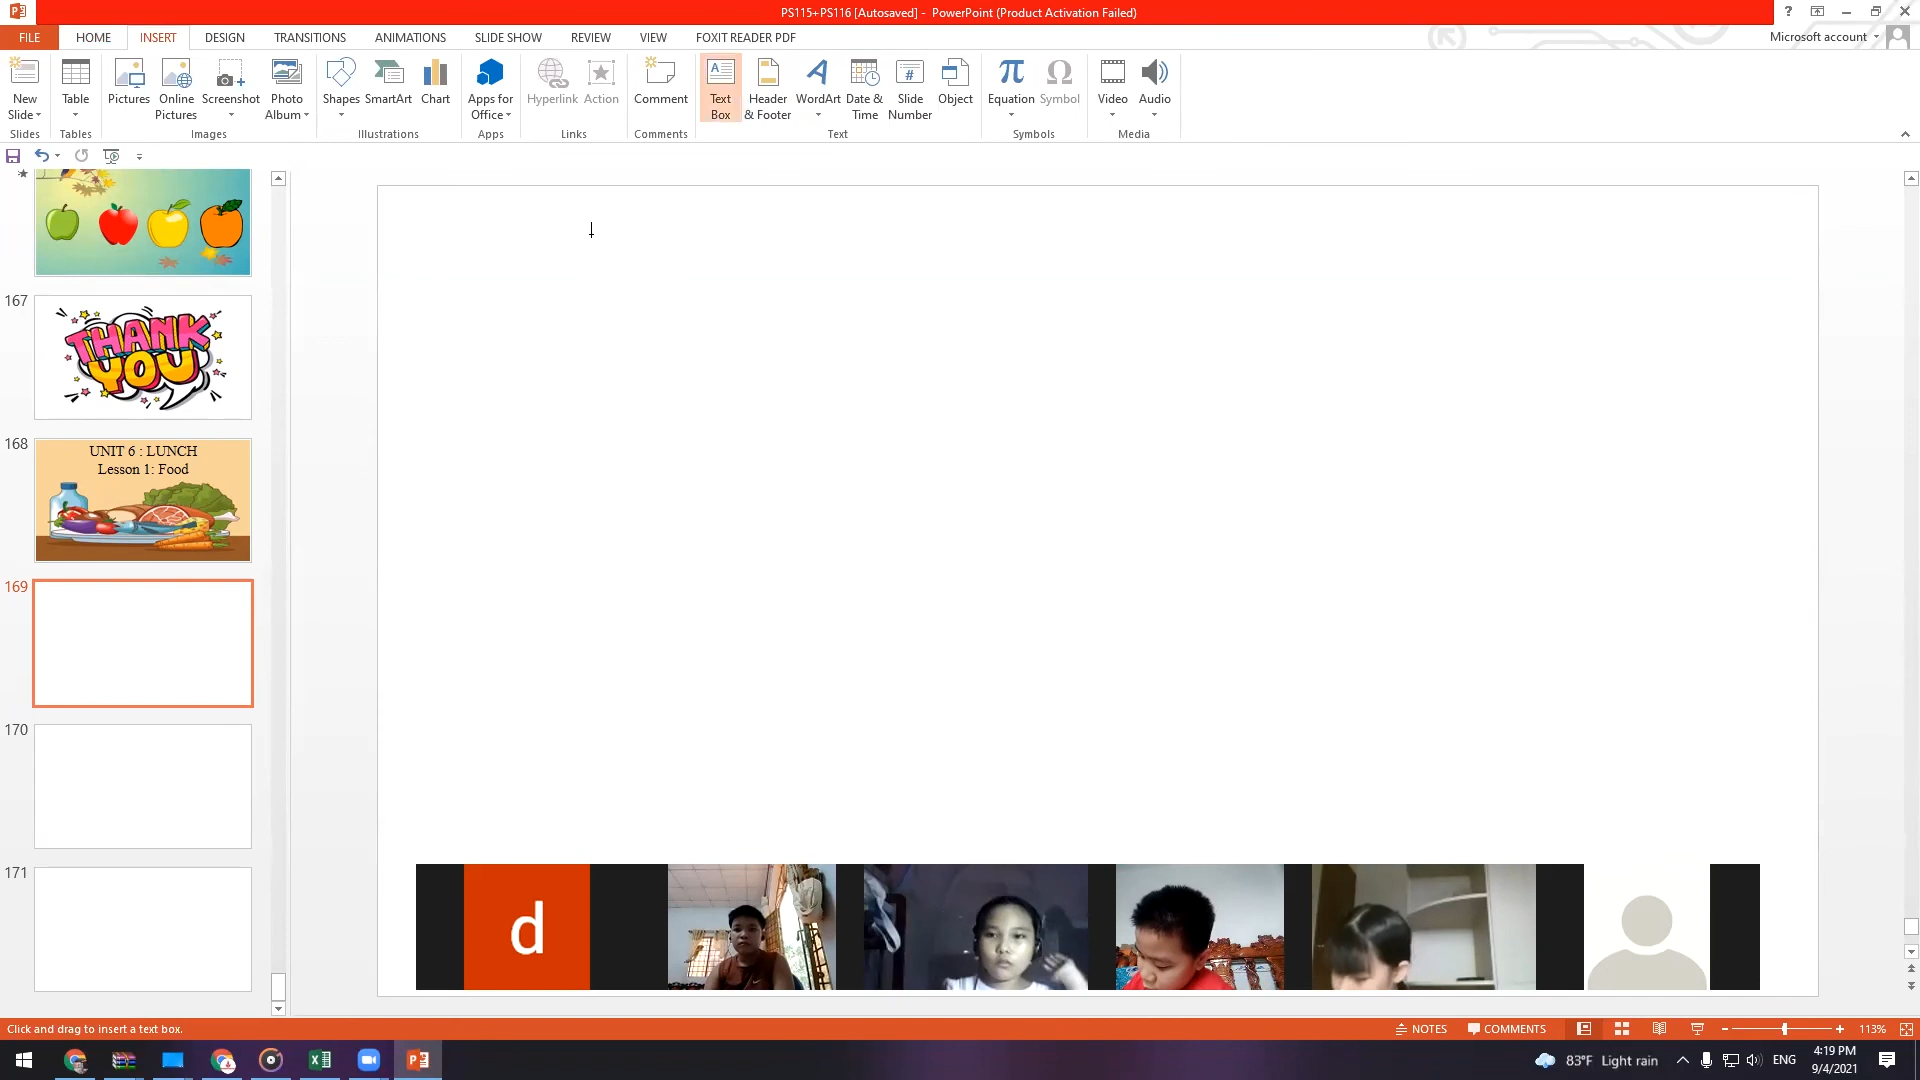 PS115+PS116 [Autosaved] - PowerPoint (Product Activation Failed)
FILE HOME INSERT DESIGN TRANSITIONS ANIMATIONS SLIDE SHOW REVIEW VIEW FOXIT READER PDF
Microsoft account
New Slide
Table
Pictures
Online Pictures
Screenshot
Photo Album
Shapes
SmartArt
Chart
Apps for Office
Hyperlink
Action
Comment
Text Box
Header & Footer
WordArt
Date & Time
Slide Number
Object
Equation
Symbol
Video
Audio
Slides Tables Images Illustrations Apps Links Comments Text Symbols Media
167
THANK
YOU
168
UNIT 6 : LUNCH
Lesson 1: Food
169
170
171
d
Click and drag to insert a text box.
NOTES COMMENTS 113%
83°F Light rain
ENG
4:19 PM
9/4/2021